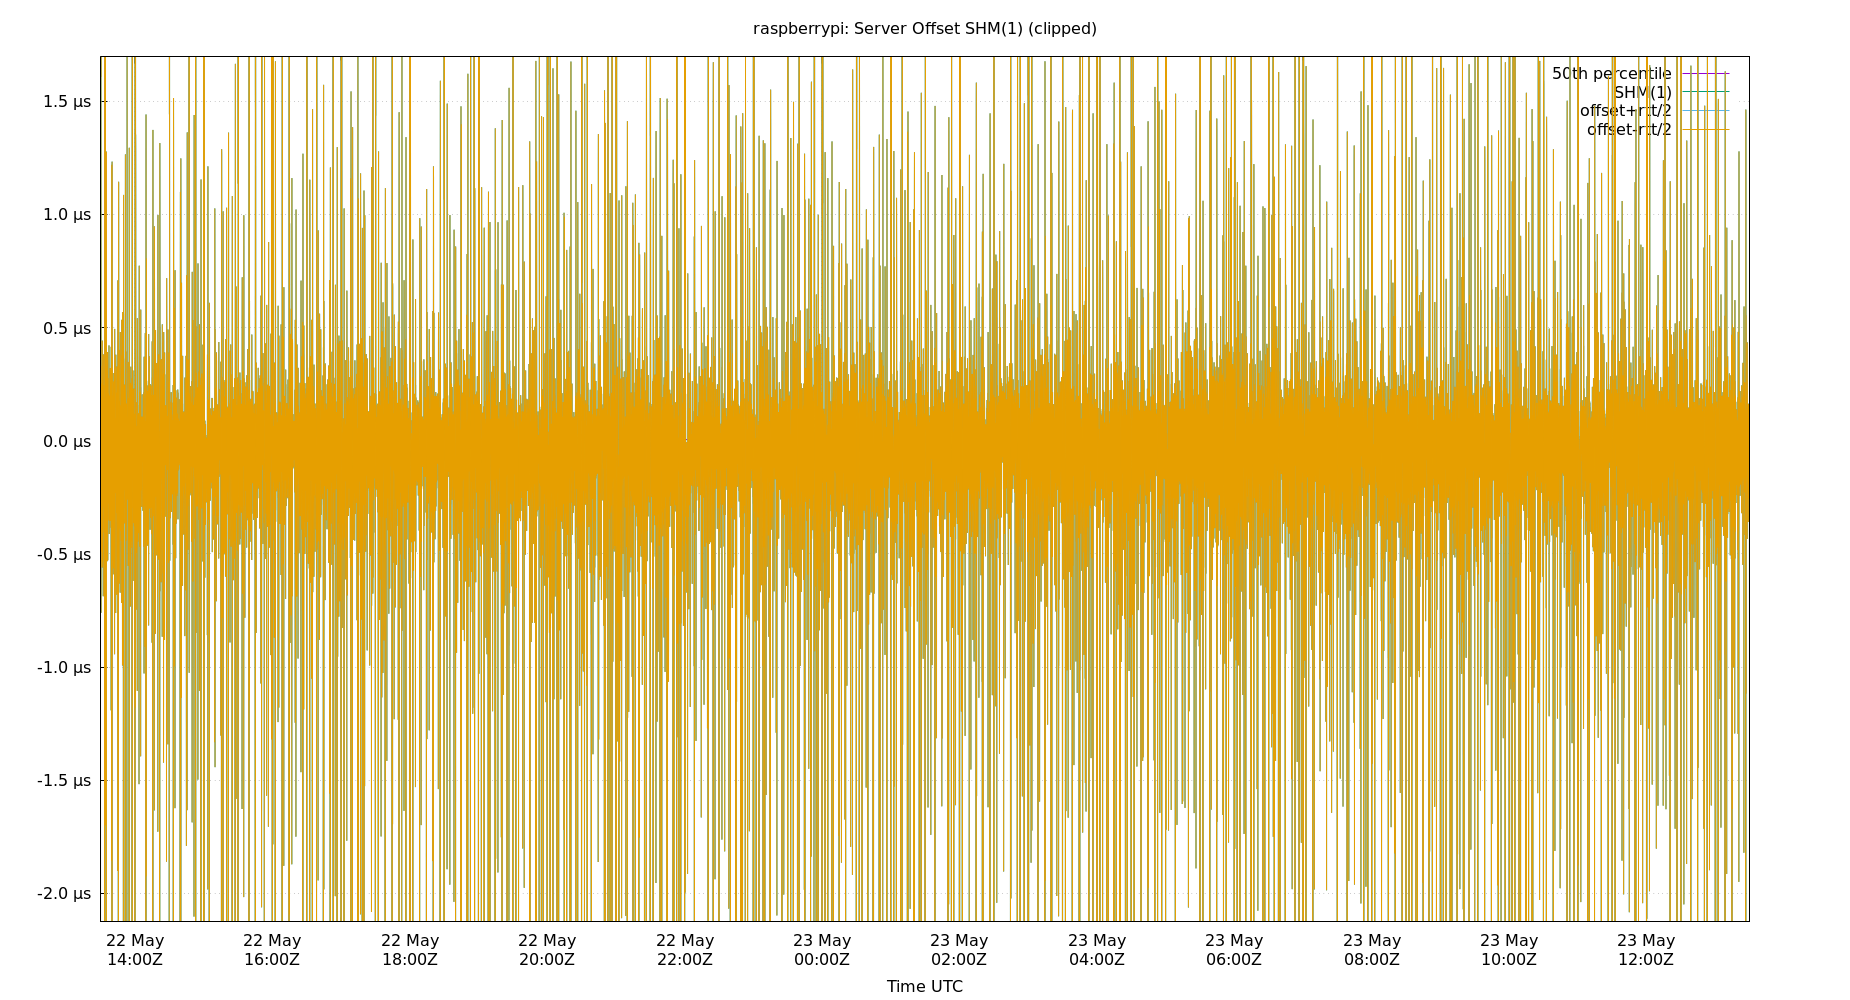 raspberrypi: Server Offset SHM(1) (clipped)
50th percentile
SHM(1)
offset+rtt/2
offset-rtt/2
1.5 µs
1.0 µs
0.5 µs
0.0 µs
-0.5 µs
-1.0 µs
-1.5 µs
-2.0 µs
22 May 22 May 22 May 22 May 22 May 23 May 23 May 23 May 23 May 23 May 23 May 23 May
14:00Z 16:00Z 18:00Z 20:00Z 22:00Z 00:00Z 02:00Z 04:00Z 06:00Z 08:00Z 10:00Z 12:00Z
Time UTC